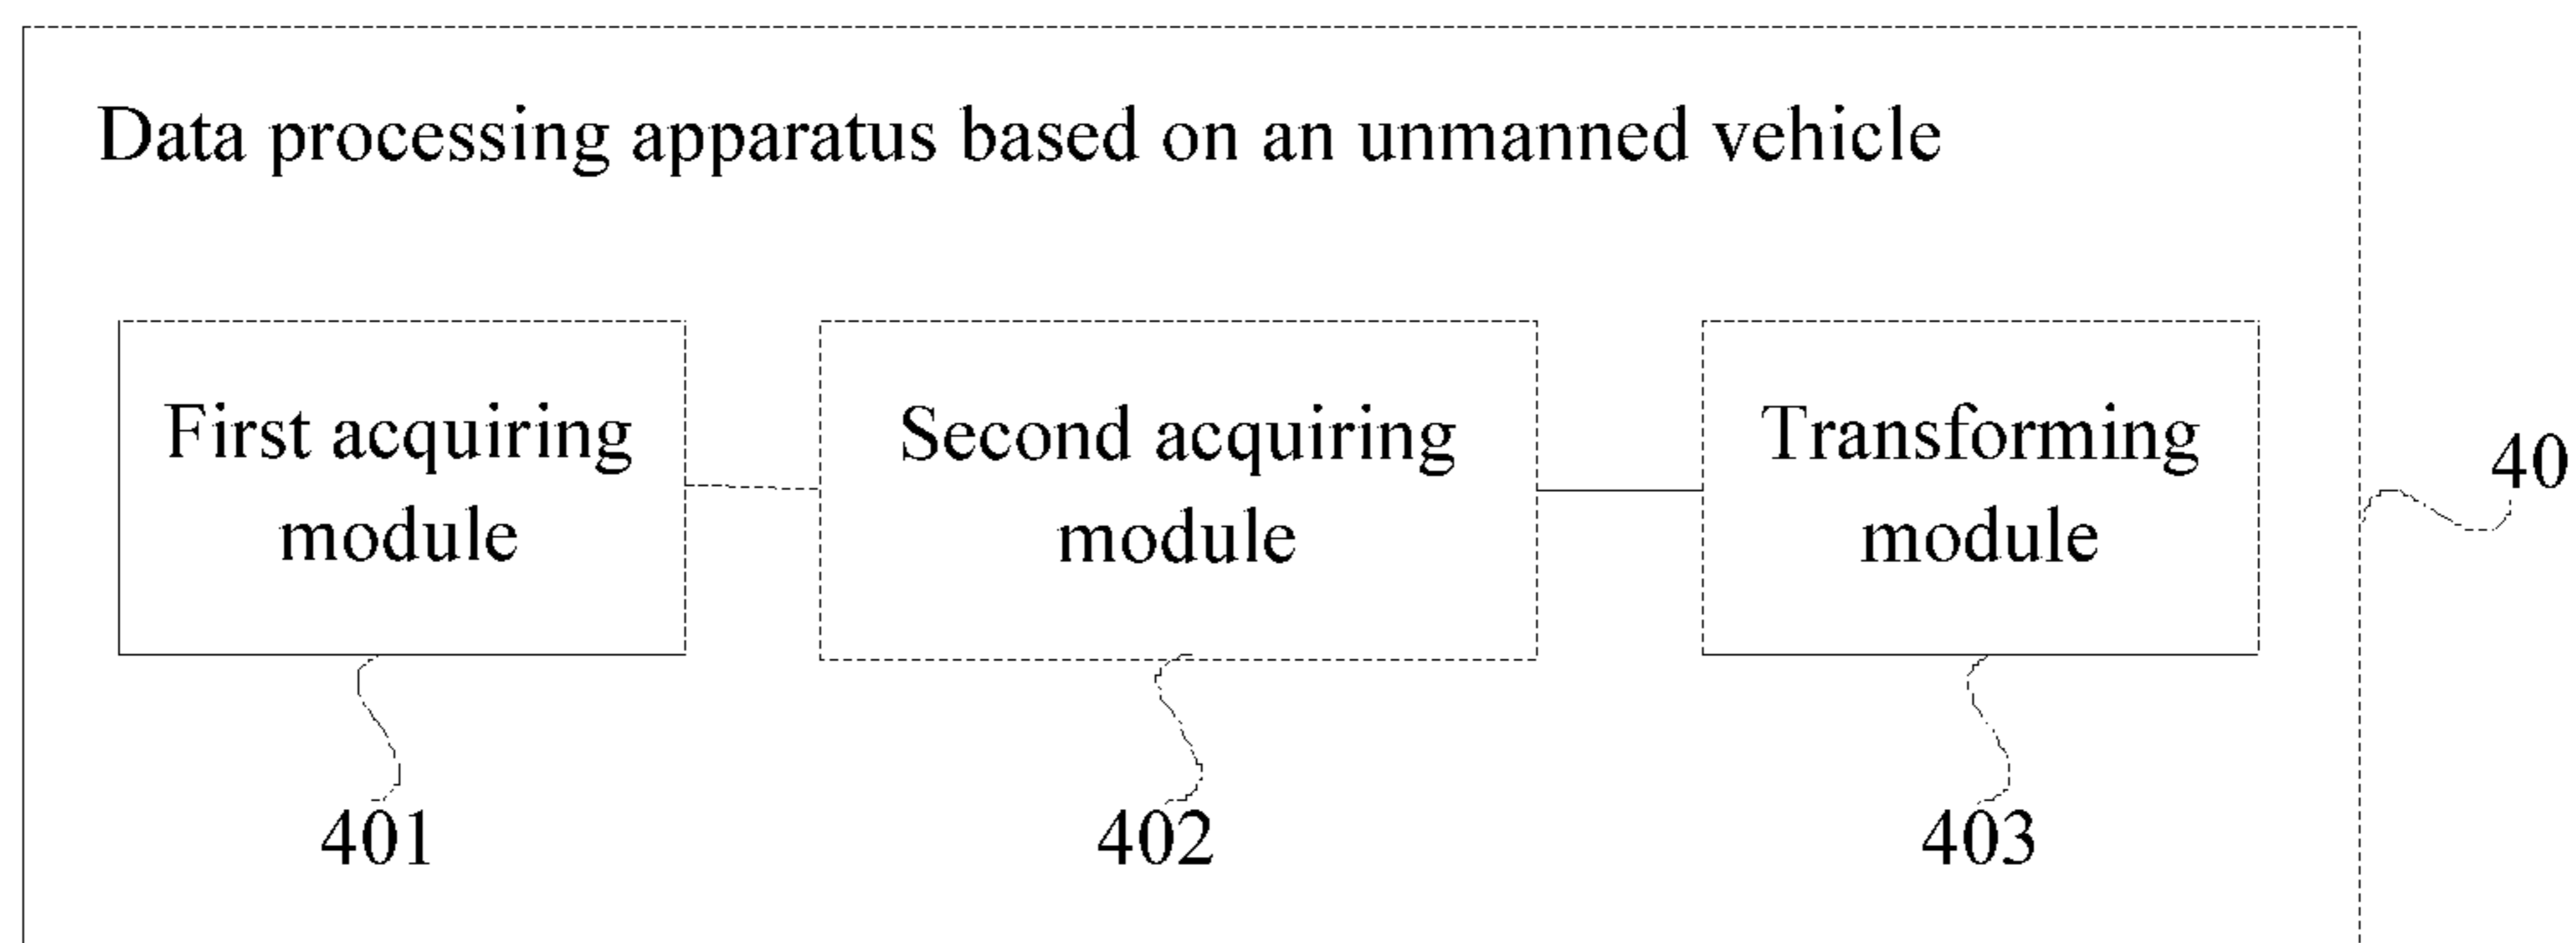 Data processing apparatus based on an unmanned vehicle
First acquiring
module
Second acquiring
module
Transforming
module
40
401
402
403